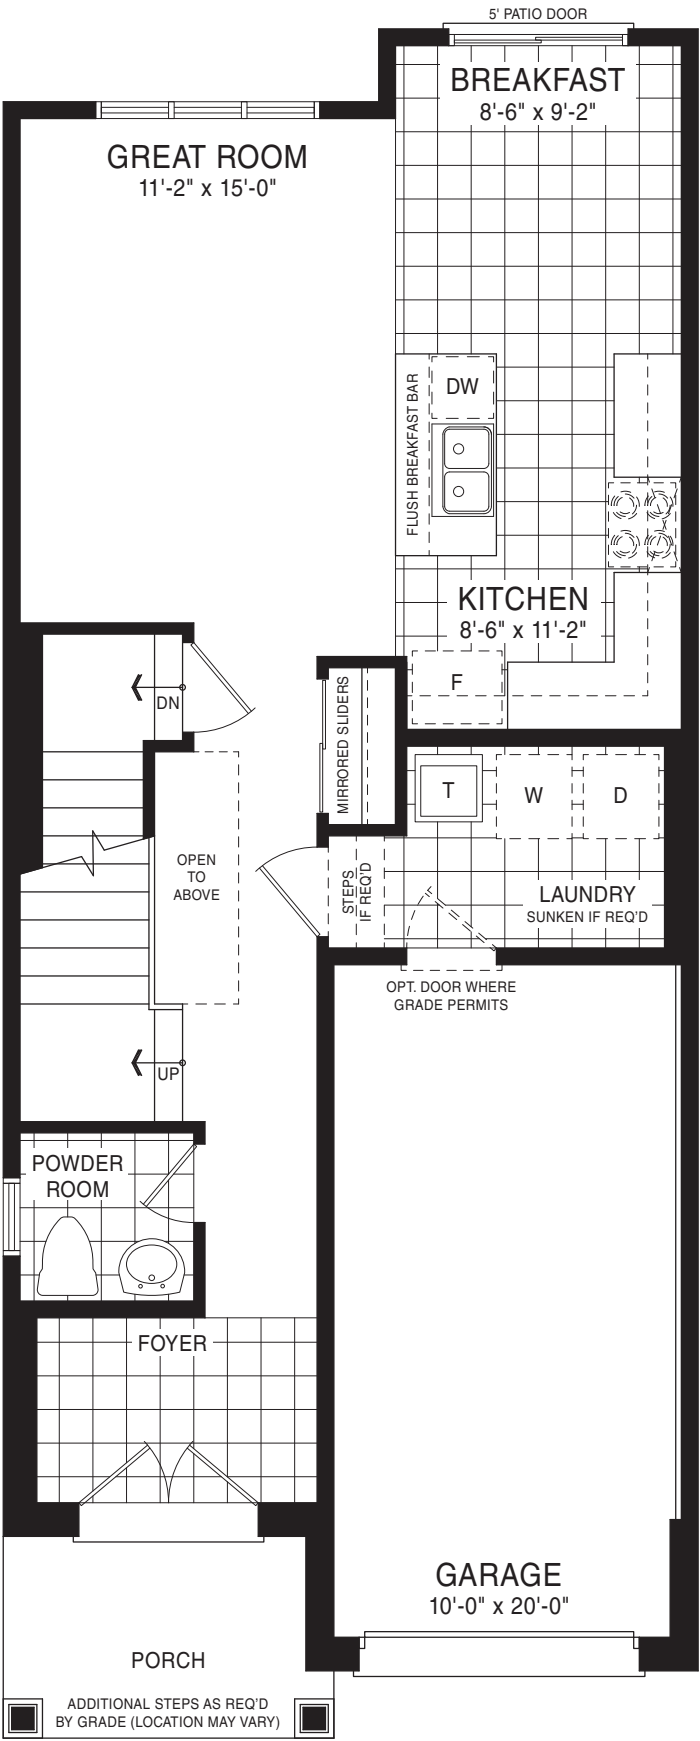 5' PATIO DOOR
BREAKFAST
8'-6" x 9'-2"
GREAT ROOM
11'-2" x 15'-0"
FLUSH BREAKFAST BAR
DW
KITCHEN
8'-6" x 11'-2"
F
DN
MIRRORED SLIDERS
T
W
D
OPEN
TO
ABOVE
STEPS
IF REQ'D
LAUNDRY
SUNKEN IF REQ'D
OPT. DOOR WHERE
GRADE PERMITS
UP
POWDER
ROOM
FOYER
GARAGE
10'-0" x 20'-0"
PORCH
ADDITIONAL STEPS AS REQ'D
BY GRADE (LOCATION MAY VARY)